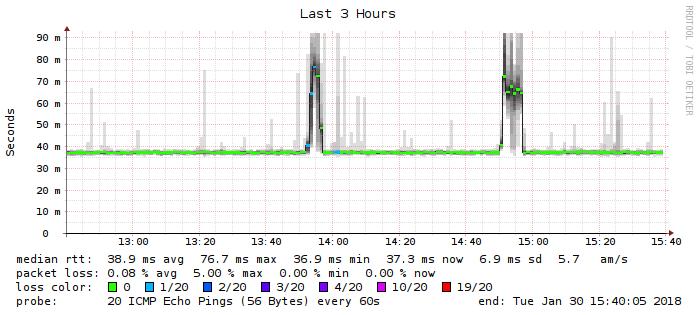 Last 3 Hours
RRDTOOL / TOBI OETIKER
Seconds
90 m
80 m
70 m
60 m
50 m
40 m
30 m
20 m
10 m
0
13:00 13:20 13:40 14:00 14:20 14:40 15:00 15:20 15:40
median rtt: 38.9 ms avg 76.7 ms max 36.9 ms min 37.3 ms now 6.9 ms sd 5.7 am/s
packet loss: 0.08 % avg 5.00 % max 0.00 % min 0.00 % now
loss color: 0 1/20 2/20 3/20 4/20 10/20 19/20
probe: 20 ICMP Echo Pings (56 Bytes) every 60s end: Tue Jan 30 15:40:05 2018